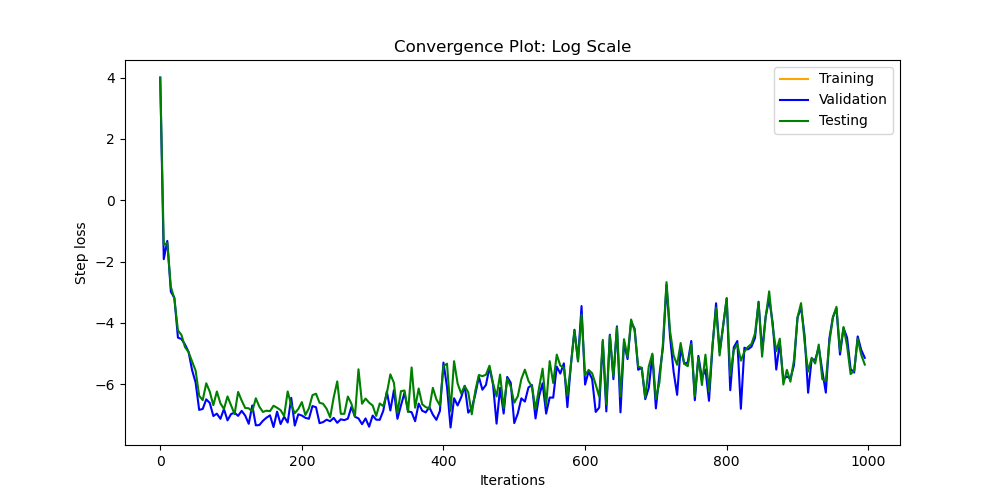 Convergence Plot: Log Scale
Training
Validation
Testing
4
2
0
−2
−4
−6
Step loss
0 200 400 600 800 1000
Iterations